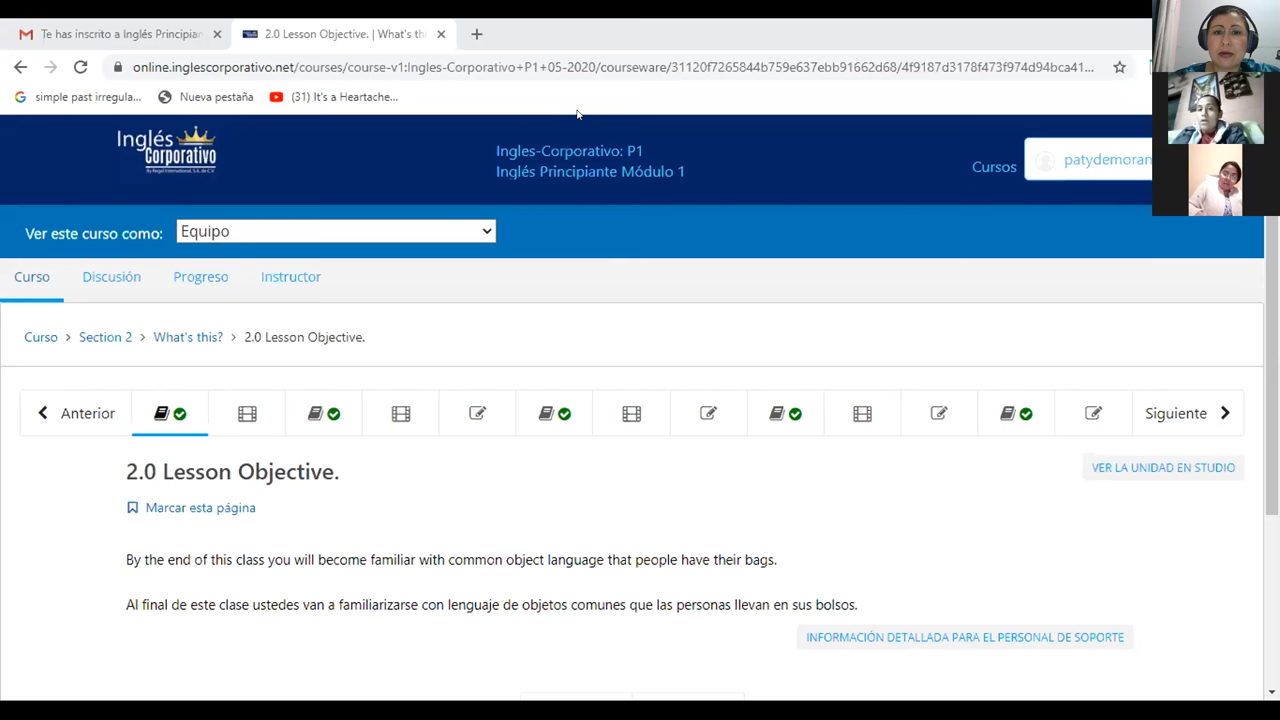 Te has inscrito a Inglés Principian
2.0 Lesson Objective. | What's thi
online.inglescorporativo.net/courses/course-v1:Ingles-Corporativo+P1+05-2020/courseware/31120f7265844b759e637ebb91662d68/4f9187d3178f473f974d94bca41...
simple past irregula...
Nueva pestaña
(31) It's a Heartache...
Inglés
Corporativo
By Regal International, S.A. de C.V.
Ingles-Corporativo: P1
Inglés Principiante Módulo 1
Cursos
patydemoran
Ver este curso como:
Equipo
Curso
Discusión
Progreso
Instructor
Curso > Section 2 > What's this? > 2.0 Lesson Objective.
Anterior
Siguiente
2.0 Lesson Objective.
VER LA UNIDAD EN STUDIO
Marcar esta página
By the end of this class you will become familiar with common object language that people have their bags.
Al final de este clase ustedes van a familiarizarse con lenguaje de objetos comunes que las personas llevan en sus bolsos.
INFORMACIÓN DETALLADA PARA EL PERSONAL DE SOPORTE